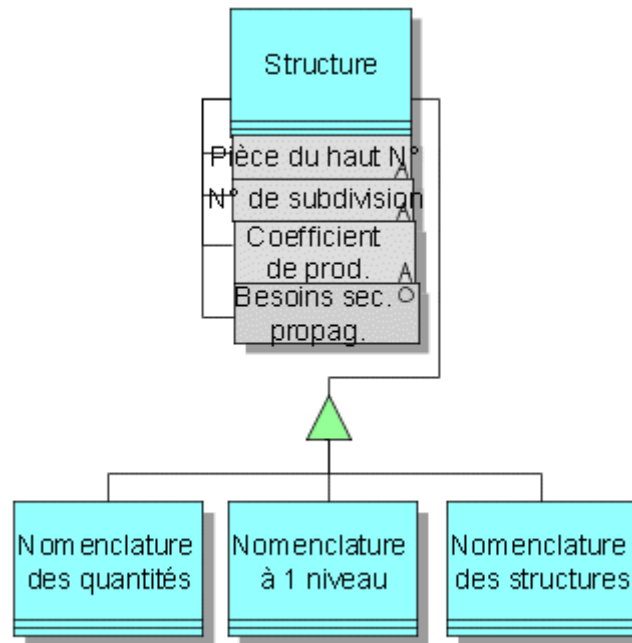 Structure
Pièce du haut N°
A
N° de subdivision
A
Coefficient
de prod.
A
Besoins sec.
O
propag.
Nomenclature
des quantités
Nomenclature
à 1 niveau
Nomenclature
des structures